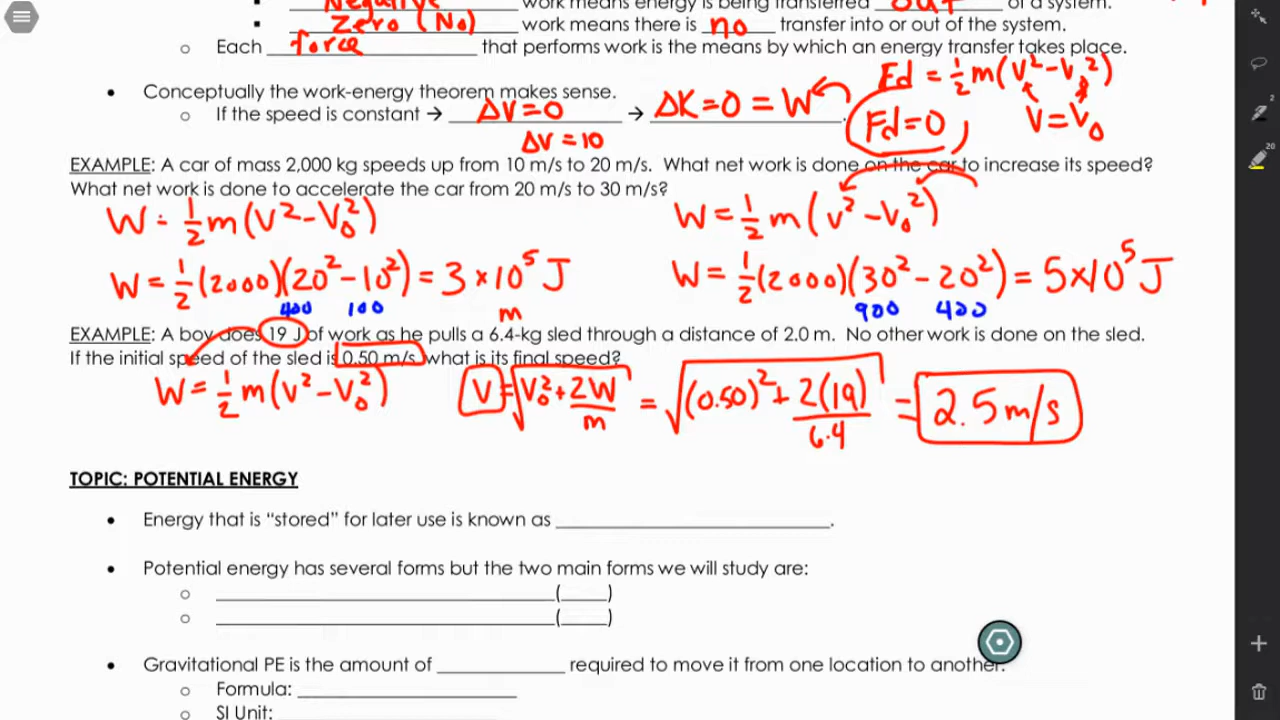 Negative work means energy is being transferred out of a system.
▪ Zero (No) work means there is no transfer into or out of the system.
o Each force that performs work is the means by which an energy transfer takes place.
Fd = ½m(v²-v₀²)
• Conceptually the work-energy theorem makes sense.
o If the speed is constant → ΔV=0 → ΔK=0 = W.
Fd=0, V=V₀
ΔV=10
EXAMPLE: A car of mass 2,000 kg speeds up from 10 m/s to 20 m/s. What net work is done on the car to increase its speed?
What net work is done to accelerate the car from 20 m/s to 30 m/s?
W = ½m(v²-v₀²) W = ½m(v²-v₀²)
W = ½(2000)(20²-10²) = 3×10⁵ J W = ½(2000)(30²-20²) = 5×10⁵ J
400 100 m 900 400
EXAMPLE: A boy does 19 J of work as he pulls a 6.4-kg sled through a distance of 2.0 m. No other work is done on the sled.
If the initial speed of the sled is 0.50 m/s what is its final speed?
W = ½m(v²-v₀²) V = √(V₀²+2W/m) = √((0.50)²+2(19)/6.4) = 2.5 m/s
TOPIC: POTENTIAL ENERGY
• Energy that is “stored” for later use is known as ____________________.
• Potential energy has several forms but the two main forms we will study are:
o ____________________(____)
o ____________________(____)
• Gravitational PE is the amount of __________ required to move it from one location to another.
o Formula: ____________________
o SI Unit: ____________________